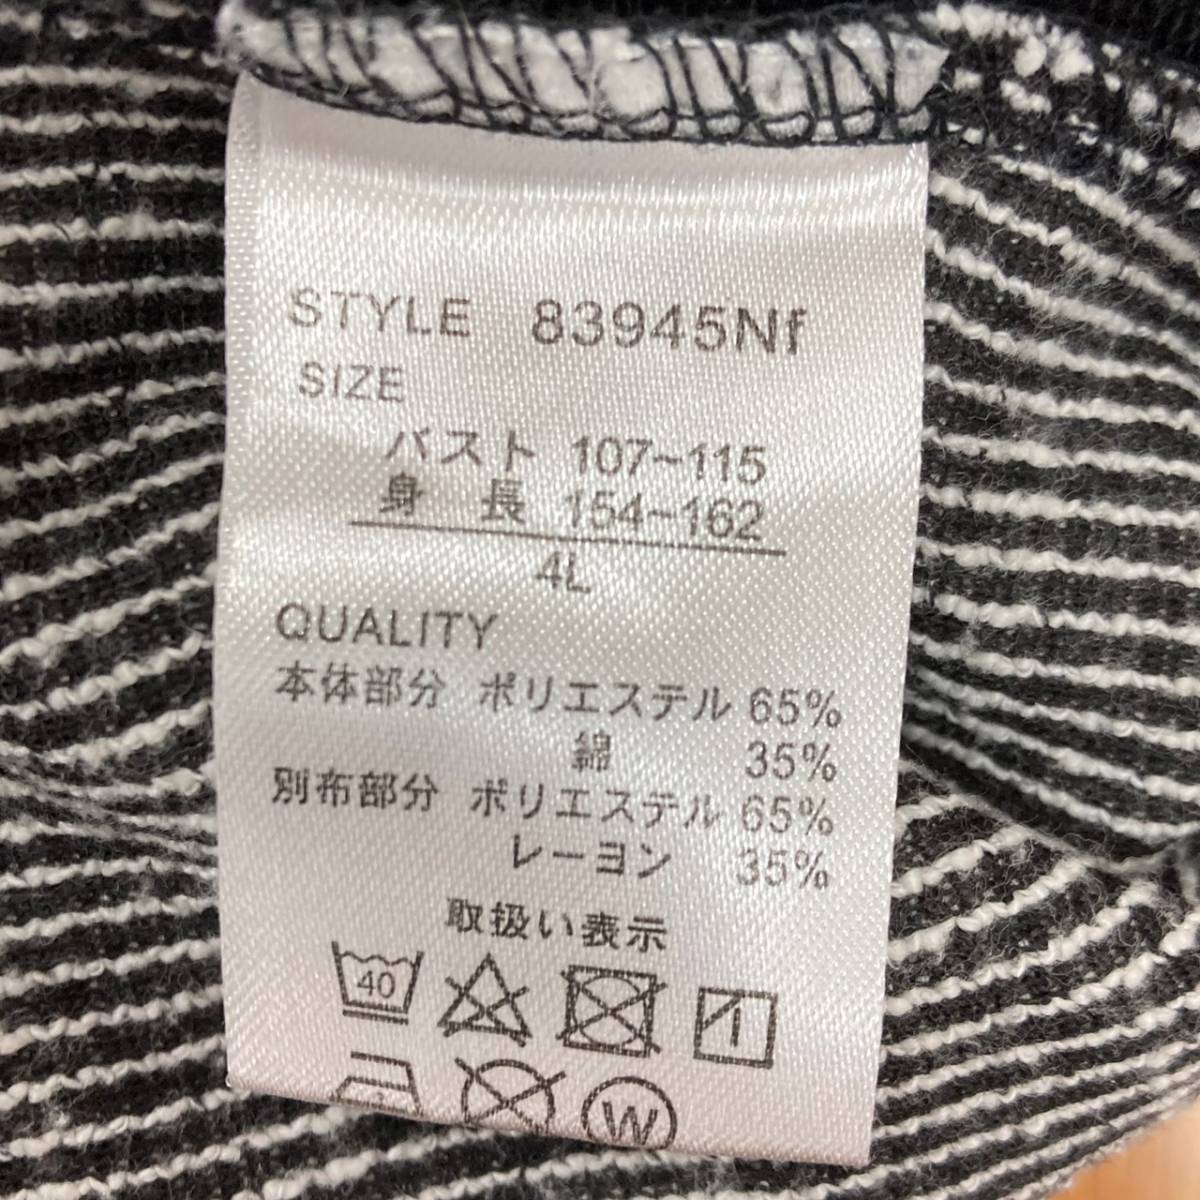 STYLE 83945Nf
SIZE
バスト 107~115
身 長 154~162
4L
QUALITY
本体部分 ポリエステル 65%
綿 35%
別布部分 ポリエステル 65%
レーヨン 35%
取扱い表示
40
W